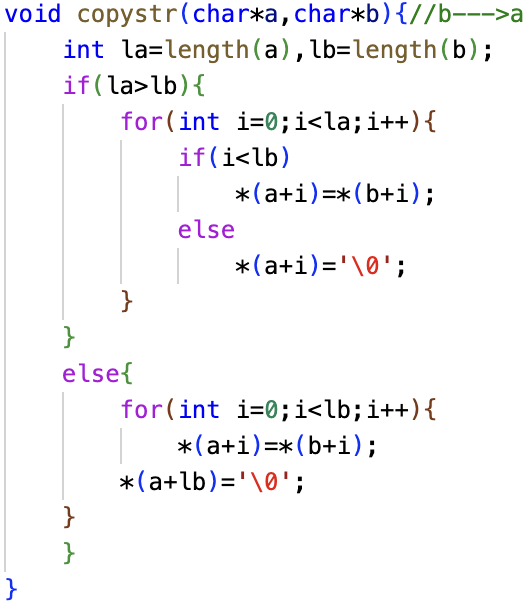 void copystr(char*a,char*b){//b--->a
    int la=length(a),lb=length(b);
    if(la>lb){
        for(int i=0;i<la;i++){
            if(i<lb)
                *(a+i)=*(b+i);
            else
                *(a+i)='\0';
        }
    }
    else{
        for(int i=0;i<lb;i++){
            *(a+i)=*(b+i);
        *(a+lb)='\0';
    }
    }
}